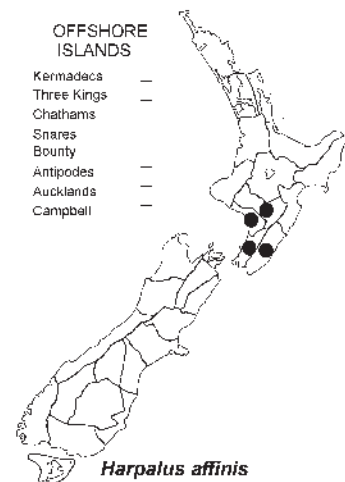 OFFSHORE
ISLANDS
Kermadecs —
Three Kings —
Chathams
Snares
Bounty
Antipodes —
Aucklands —
Campbell —
Harpalus affinis